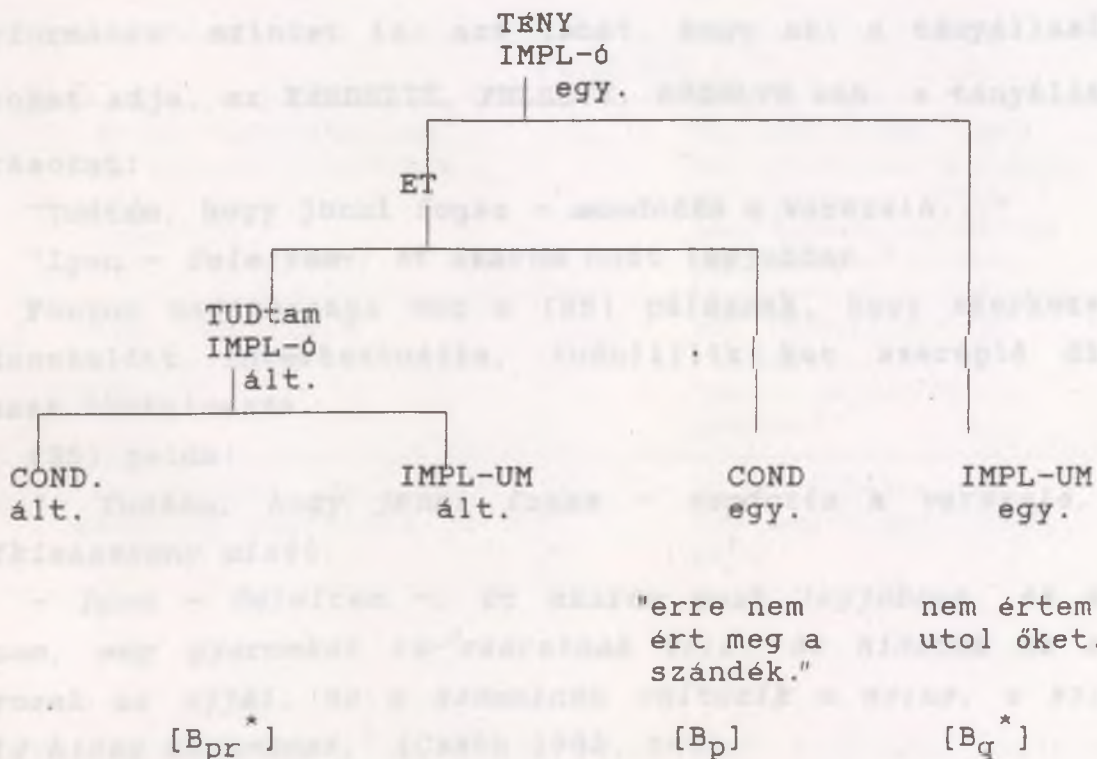 TÉNY
IMPL-ó
egy.
ET
TUDtam
IMPL-ó
ált.
COND. IMPL-UM COND IMPL-UM
ált. ált. egy. egy.
"erre nem nem értem
ért meg a utol őket.
szándék."
[Bpr*] [Bp] [Bq*]